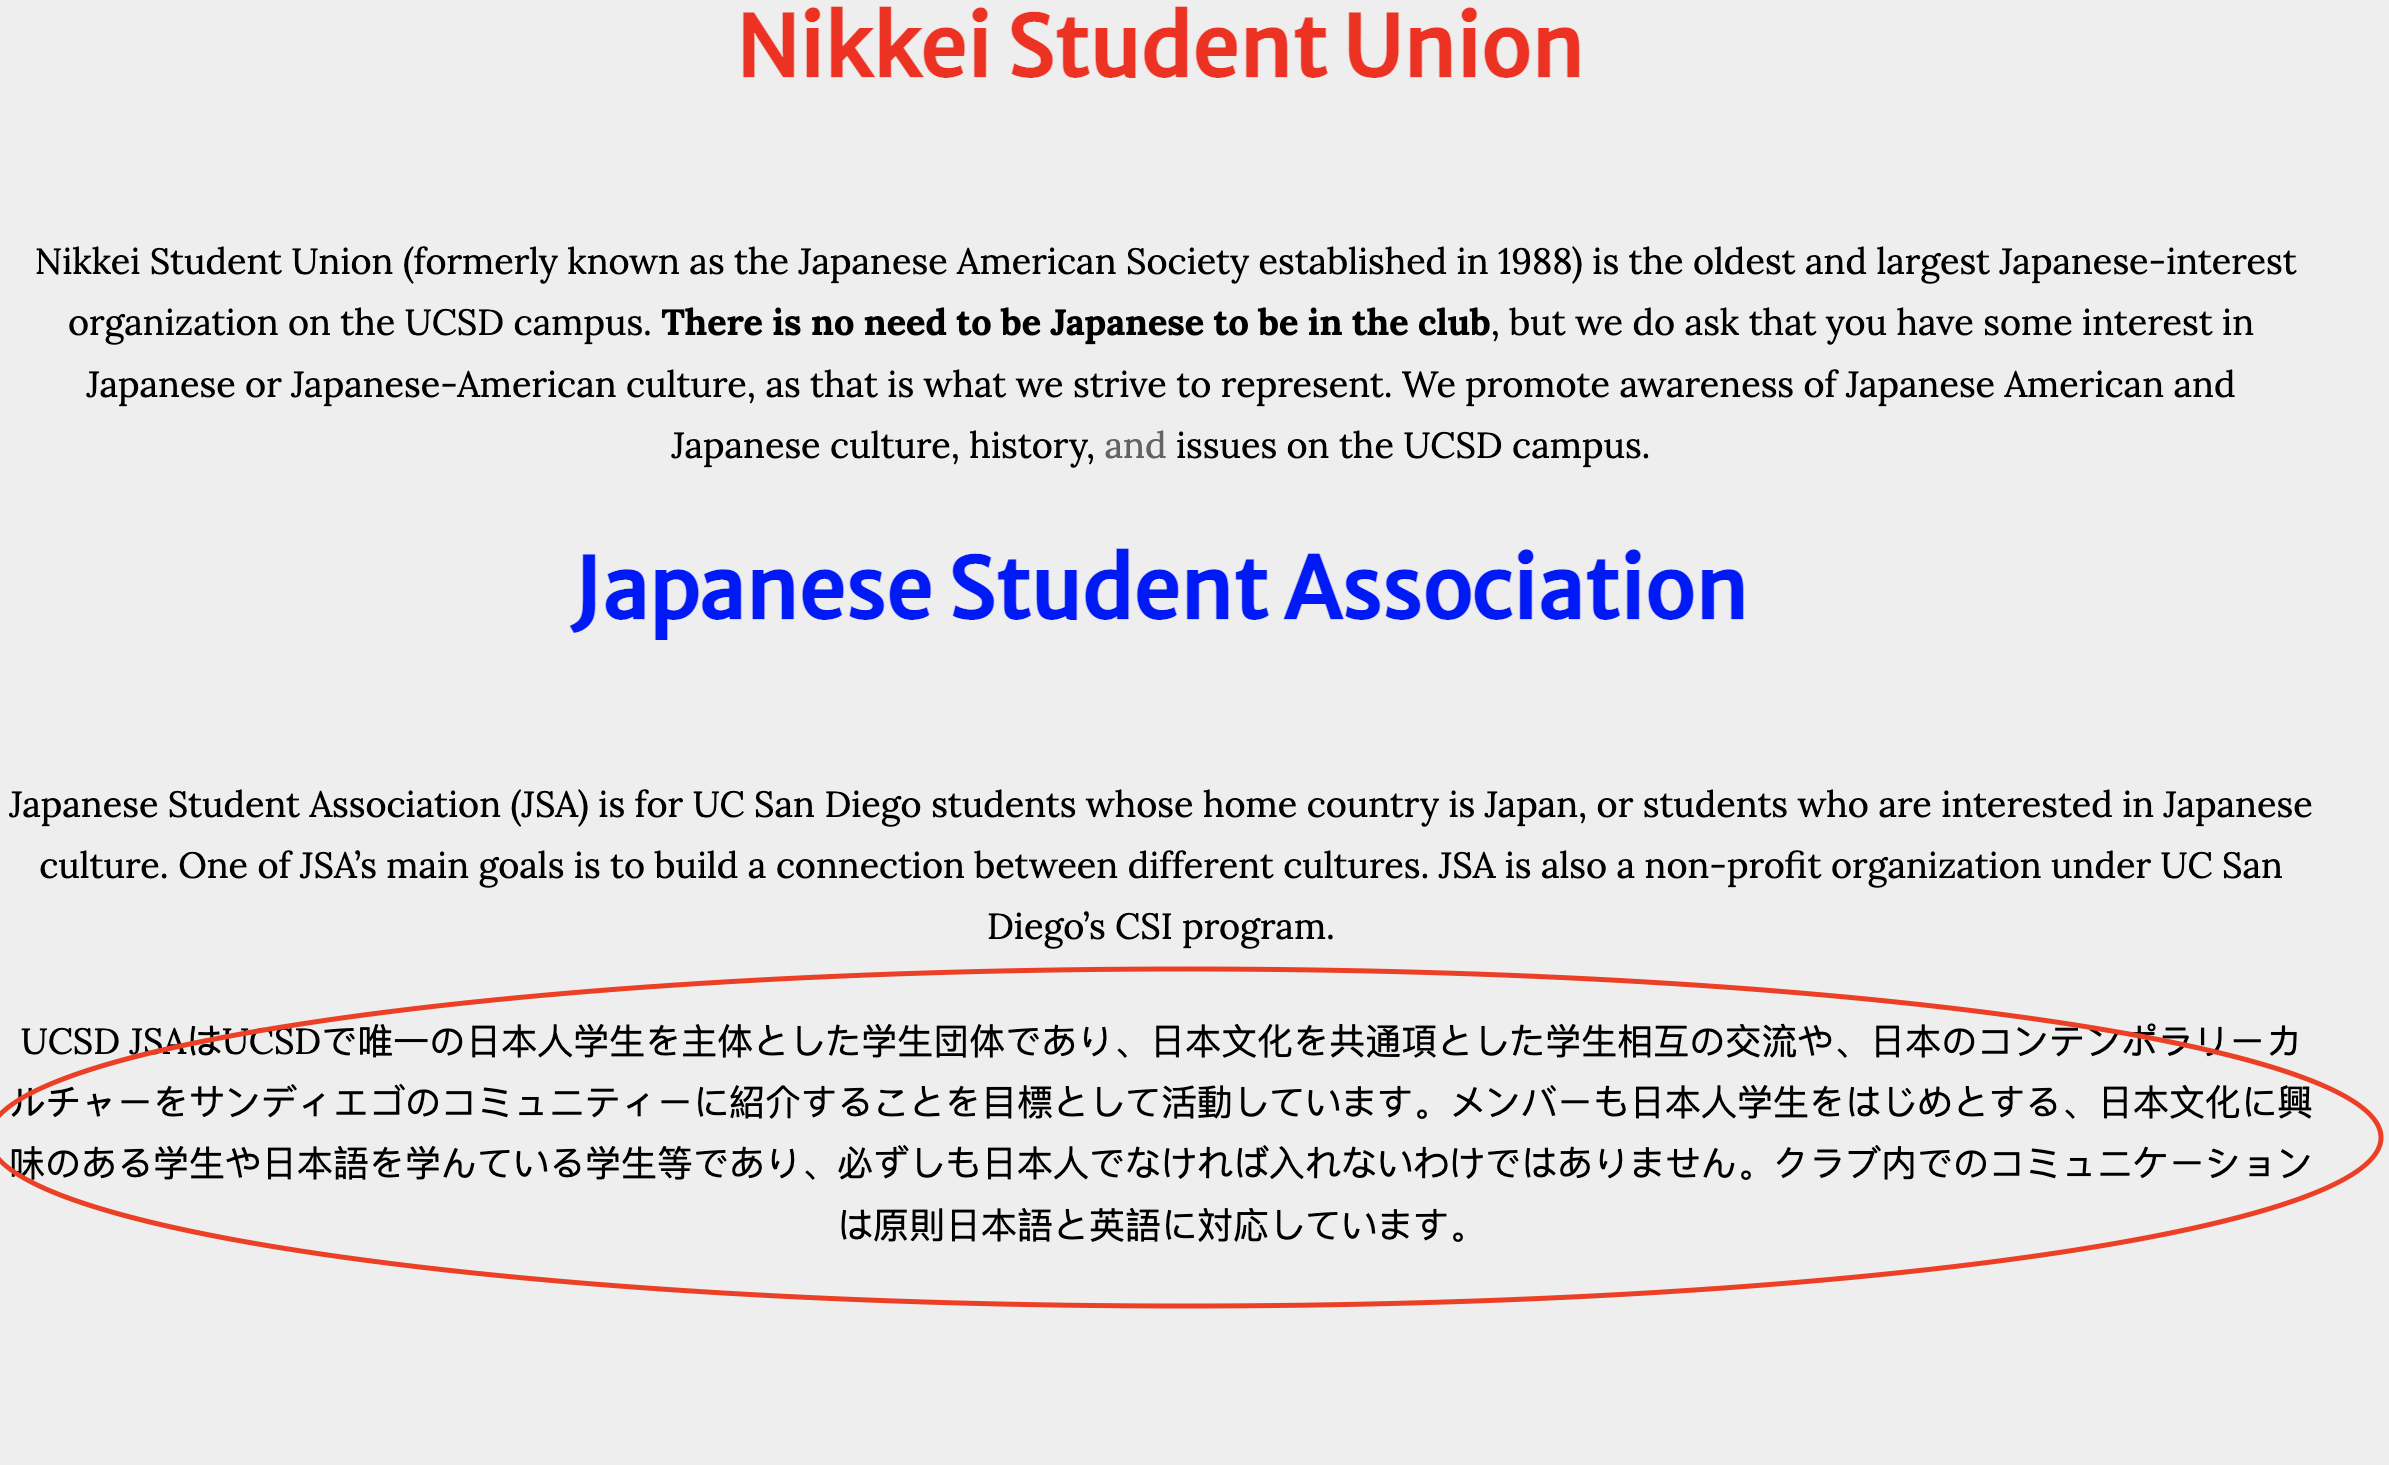 Nikkei Student Union
Nikkei Student Union (formerly known as the Japanese American Society established in 1988) is the oldest and largest Japanese-interest
organization on the UCSD campus. There is no need to be Japanese to be in the club, but we do ask that you have some interest in
Japanese or Japanese-American culture, as that is what we strive to represent. We promote awareness of Japanese American and
Japanese culture, history, and issues on the UCSD campus.
Japanese Student Association
Japanese Student Association (JSA) is for UC San Diego students whose home country is Japan, or students who are interested in Japanese
culture. One of JSA’s main goals is to build a connection between different cultures. JSA is also a non-profit organization under UC San
Diego’s CSI program.
UCSD JSAはUCSDで唯一の日本人学生を主体とした学生団体であり、日本文化を共通項とした学生相互の交流や、日本のコンテンポラリーカ
ルチャーをサンディエゴのコミュニティーに紹介することを目標として活動しています。メンバーも日本人学生をはじめとする、日本文化に興
味のある学生や日本語を学んている学生等であり、必ずしも日本人でなければ入れないわけではありません。クラブ内でのコミュニケーション
は原則日本語と英語に対応しています。